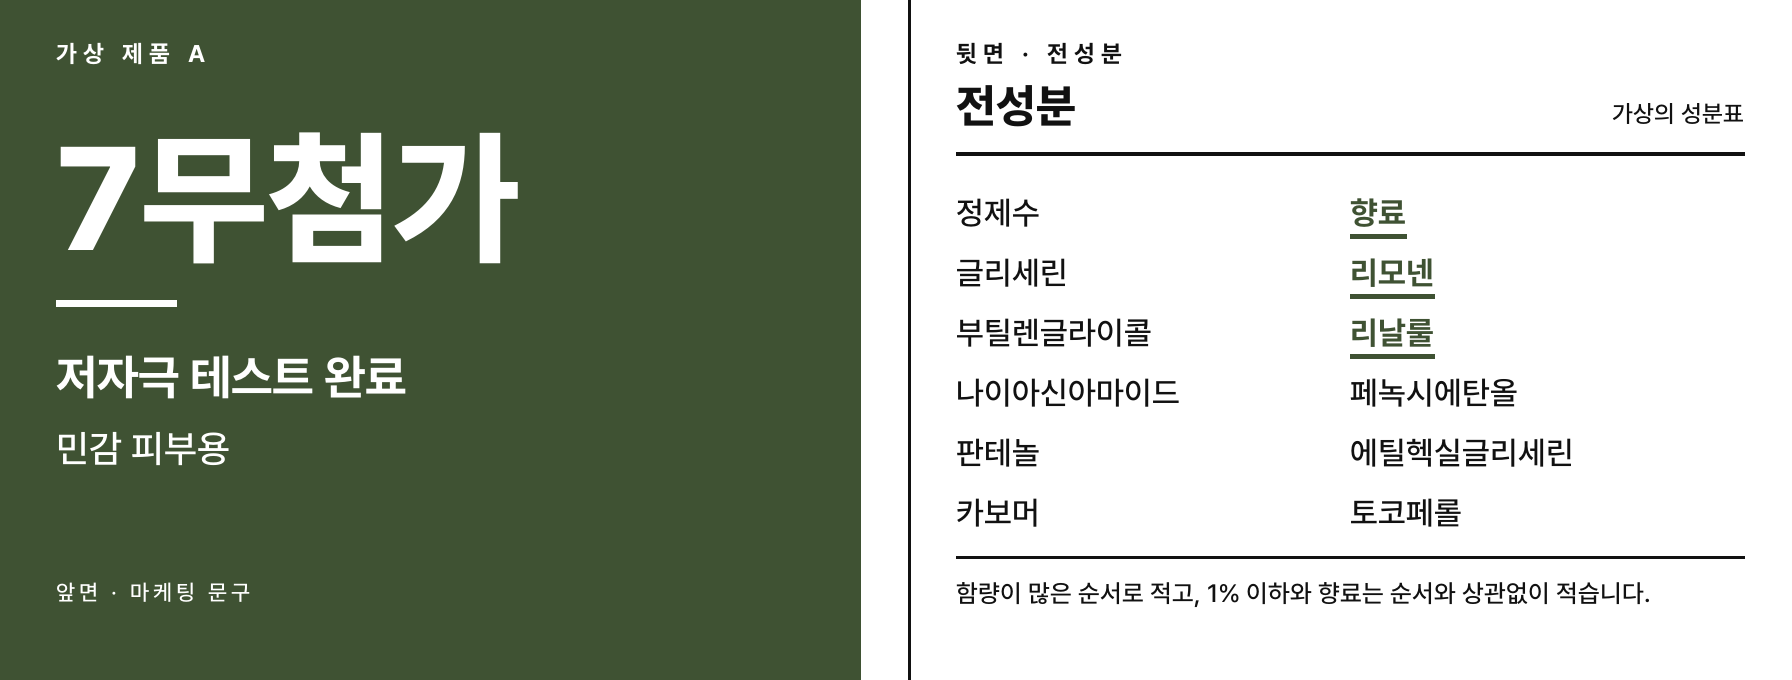 가상 제품 A
7무첨가
저자극 테스트 완료
민감 피부용
앞면 · 마케팅 문구
뒷면 · 전성분
전성분
가상의 성분표
정제수
글리세린
부틸렌글라이콜
나이아신아마이드
판테놀
카보머
향료
리모넨
리날룰
페녹시에탄올
에틸헥실글리세린
토코페롤
함량이 많은 순서로 적고, 1% 이하와 향료는 순서와 상관없이 적습니다.